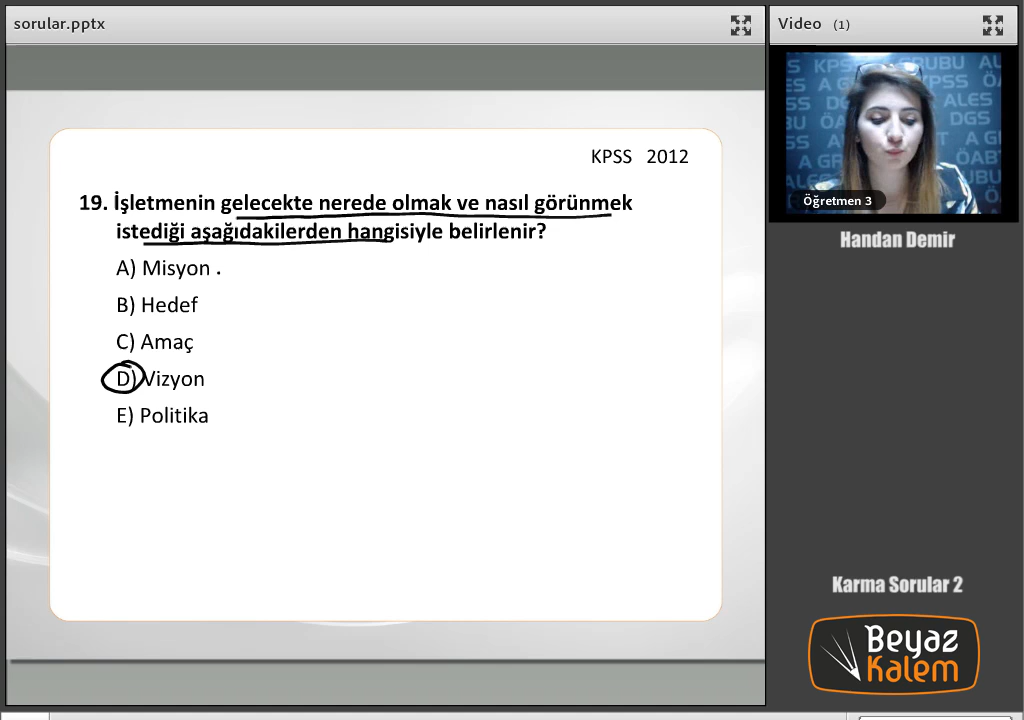 sorular.pptx
Video (1)
KPSS 2012
19. İşletmenin gelecekte nerede olmak ve nasıl görünmek
istediği aşağıdakilerden hangisiyle belirlenir?
A) Misyon .
B) Hedef
C) Amaç
D) Vizyon
E) Politika
Öğretmen 3
Handan Demir
Karma Sorular 2
Beyaz
Kalem